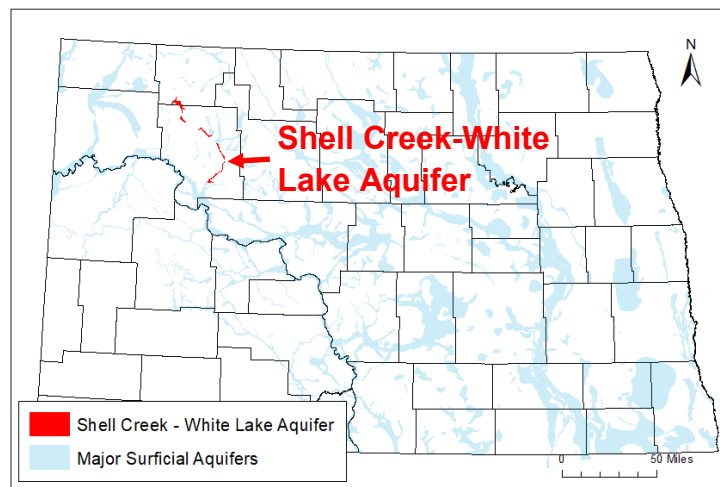 N
Shell Creek-White
Lake Aquifer
Shell Creek - White Lake Aquifer
Major Surficial Aquifers
0 50 Miles